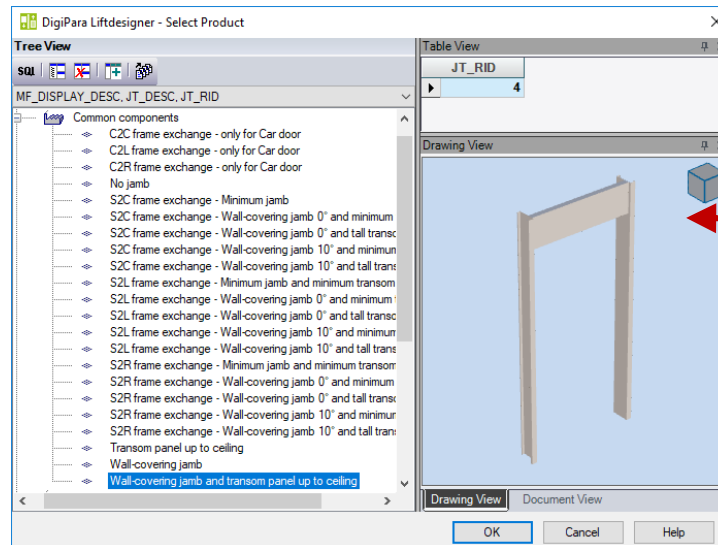 DigiPara Liftdesigner - Select Product
Tree View
SQL
MF_DISPLAY_DESC, JT_DESC, JT_RID
Common components
C2C frame exchange - only for Car door
C2L frame exchange - only for Car door
C2R frame exchange - only for Car door
No jamb
S2C frame exchange - Minimum jamb
S2C frame exchange - Wall-covering jamb 0° and minimum
S2C frame exchange - Wall-covering jamb 0° and tall transo
S2C frame exchange - Wall-covering jamb 10° and minimun
S2C frame exchange - Wall-covering jamb 10° and tall trans
S2L frame exchange - Minimum jamb and minimum transom
S2L frame exchange - Wall-covering jamb 0° and minimum t
S2L frame exchange - Wall-covering jamb 0° and tall transo
S2L frame exchange - Wall-covering jamb 10° and minimum
S2L frame exchange - Wall-covering jamb 10° and tall trans
S2R frame exchange - Minimum jamb and minimum transom
S2R frame exchange - Wall-covering jamb 0° and minimum
S2R frame exchange - Wall-covering jamb 0° and tall transo
S2R frame exchange - Wall-covering jamb 10° and minimur
S2R frame exchange - Wall-covering jamb 10° and tall tran
Transom panel up to ceiling
Wall-covering jamb
Wall-covering jamb and transom panel up to ceiling
Table View
JT_RID
4
Drawing View
Drawing View Document View
OK Cancel Help